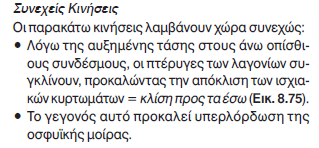 Συνεχείς Κινήσεις
Οι παρακάτω κινήσεις λαμβάνουν χώρα συνεχώς:
• Λόγω της αυξημένης τάσης στους άνω οπίσθι-
ους συνδέσμους, οι πτέρυγες των λαγονίων συ-
γκλίνουν, προκαλώντας την απόκλιση των ισχια-
κών κυρτωμάτων = κλίση προς τα έσω (Εικ. 8.75).
• Το γεγονός αυτό προκαλεί υπερλόρδωση της
οσφυϊκής μοίρας.